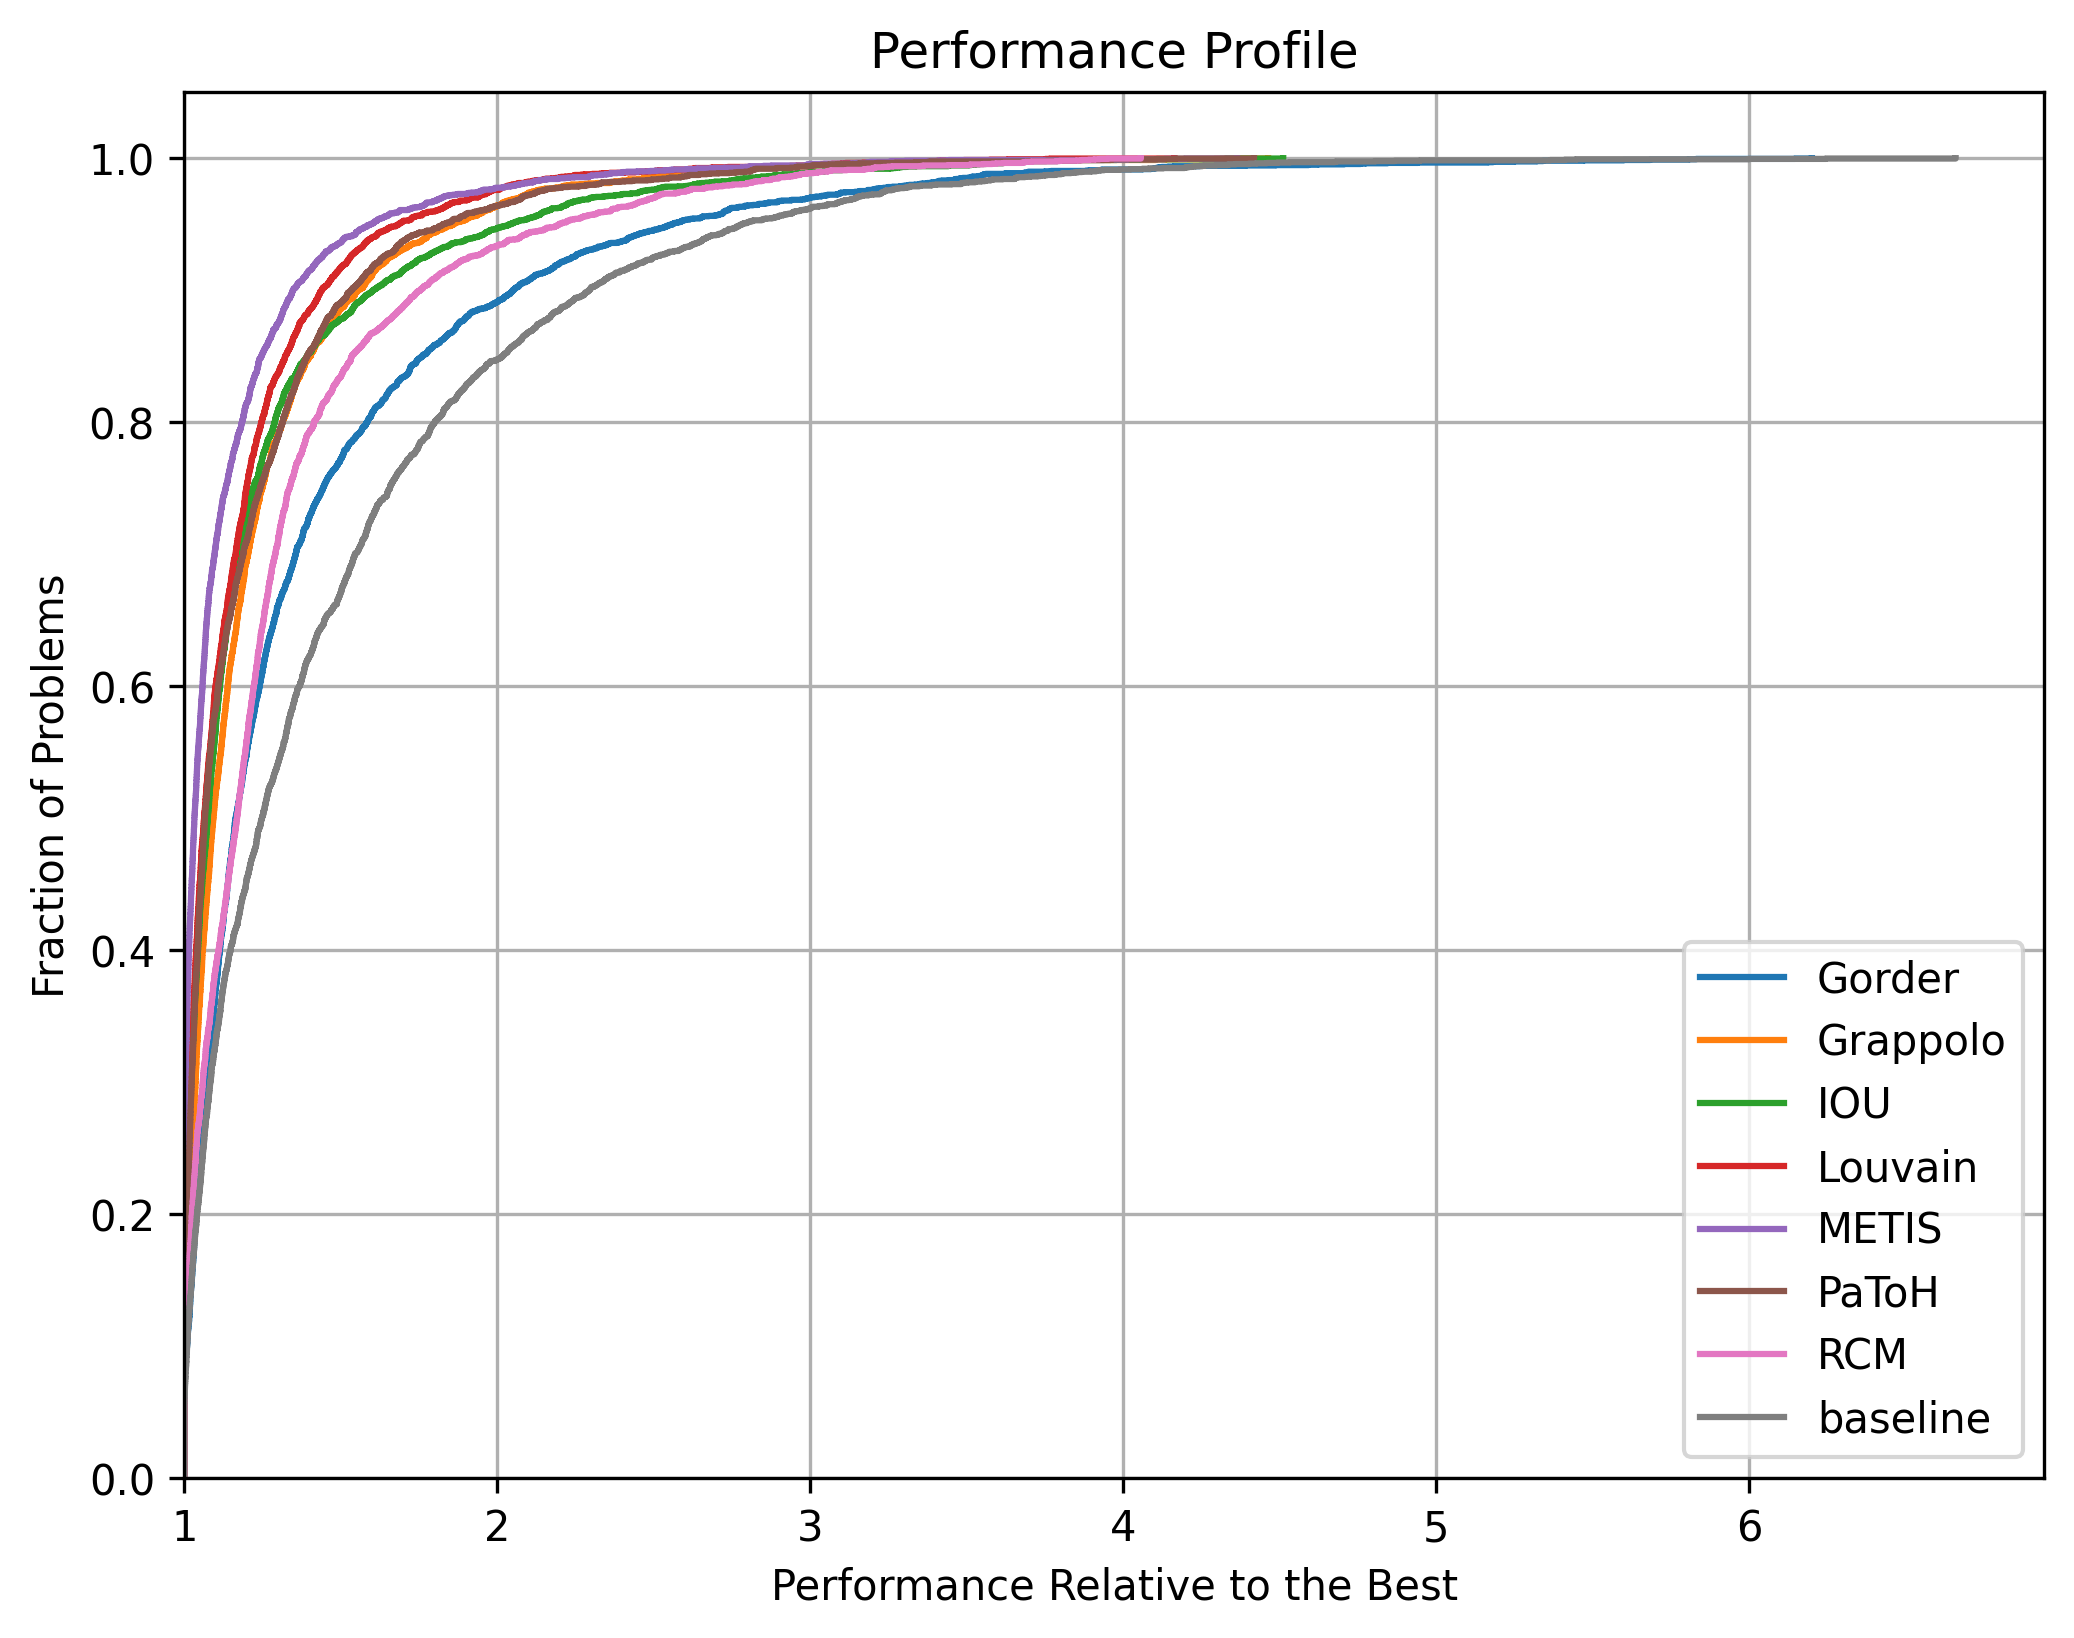 Performance Profile
1.0
0.8
0.6
0.4
0.2
0.0
Fraction of Problems
1 2 3 4 5 6
Performance Relative to the Best
Gorder
Grappolo
IOU
Louvain
METIS
PaToH
RCM
baseline